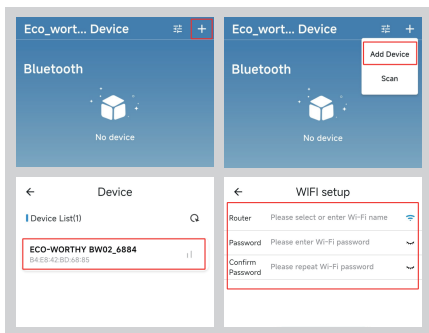 Eco_wort... Device
Bluetooth
No device
Eco_wort... Device
Add Device
Scan
Bluetooth
No device
Device
Device List(1)
ECO-WORTHY BW02_6884
B4:E8:42:BD:68:85
WIFI setup
Router Please select or enter Wi-Fi name
Password Please enter Wi-Fi password
Confirm
Password Please repeat Wi-Fi password